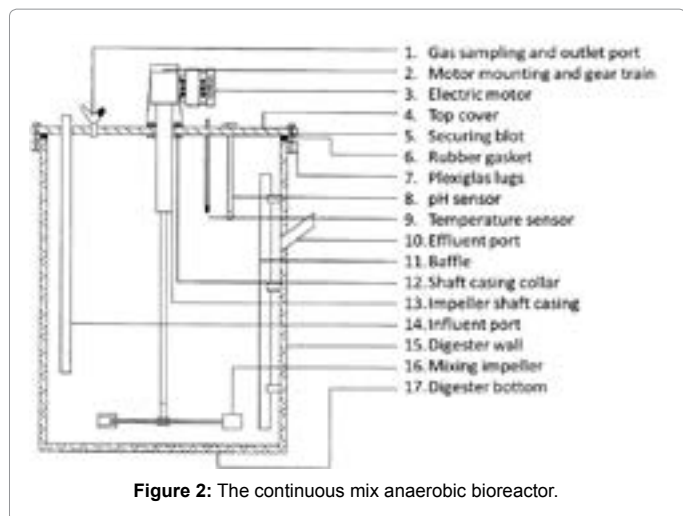 1. Gas sampling and outlet port
2. Motor mounting and gear train
3. Electric motor
4. Top cover
5. Securing blot
6. Rubber gasket
7. Plexiglas lugs
8. pH sensor
9. Temperature sensor
10. Effluent port
11. Baffle
12. Shaft casing collar
13. Impeller shaft casing
14. Influent port
15. Digester wall
16. Mixing impeller
17. Digester bottom
Figure 2: The continuous mix anaerobic bioreactor.